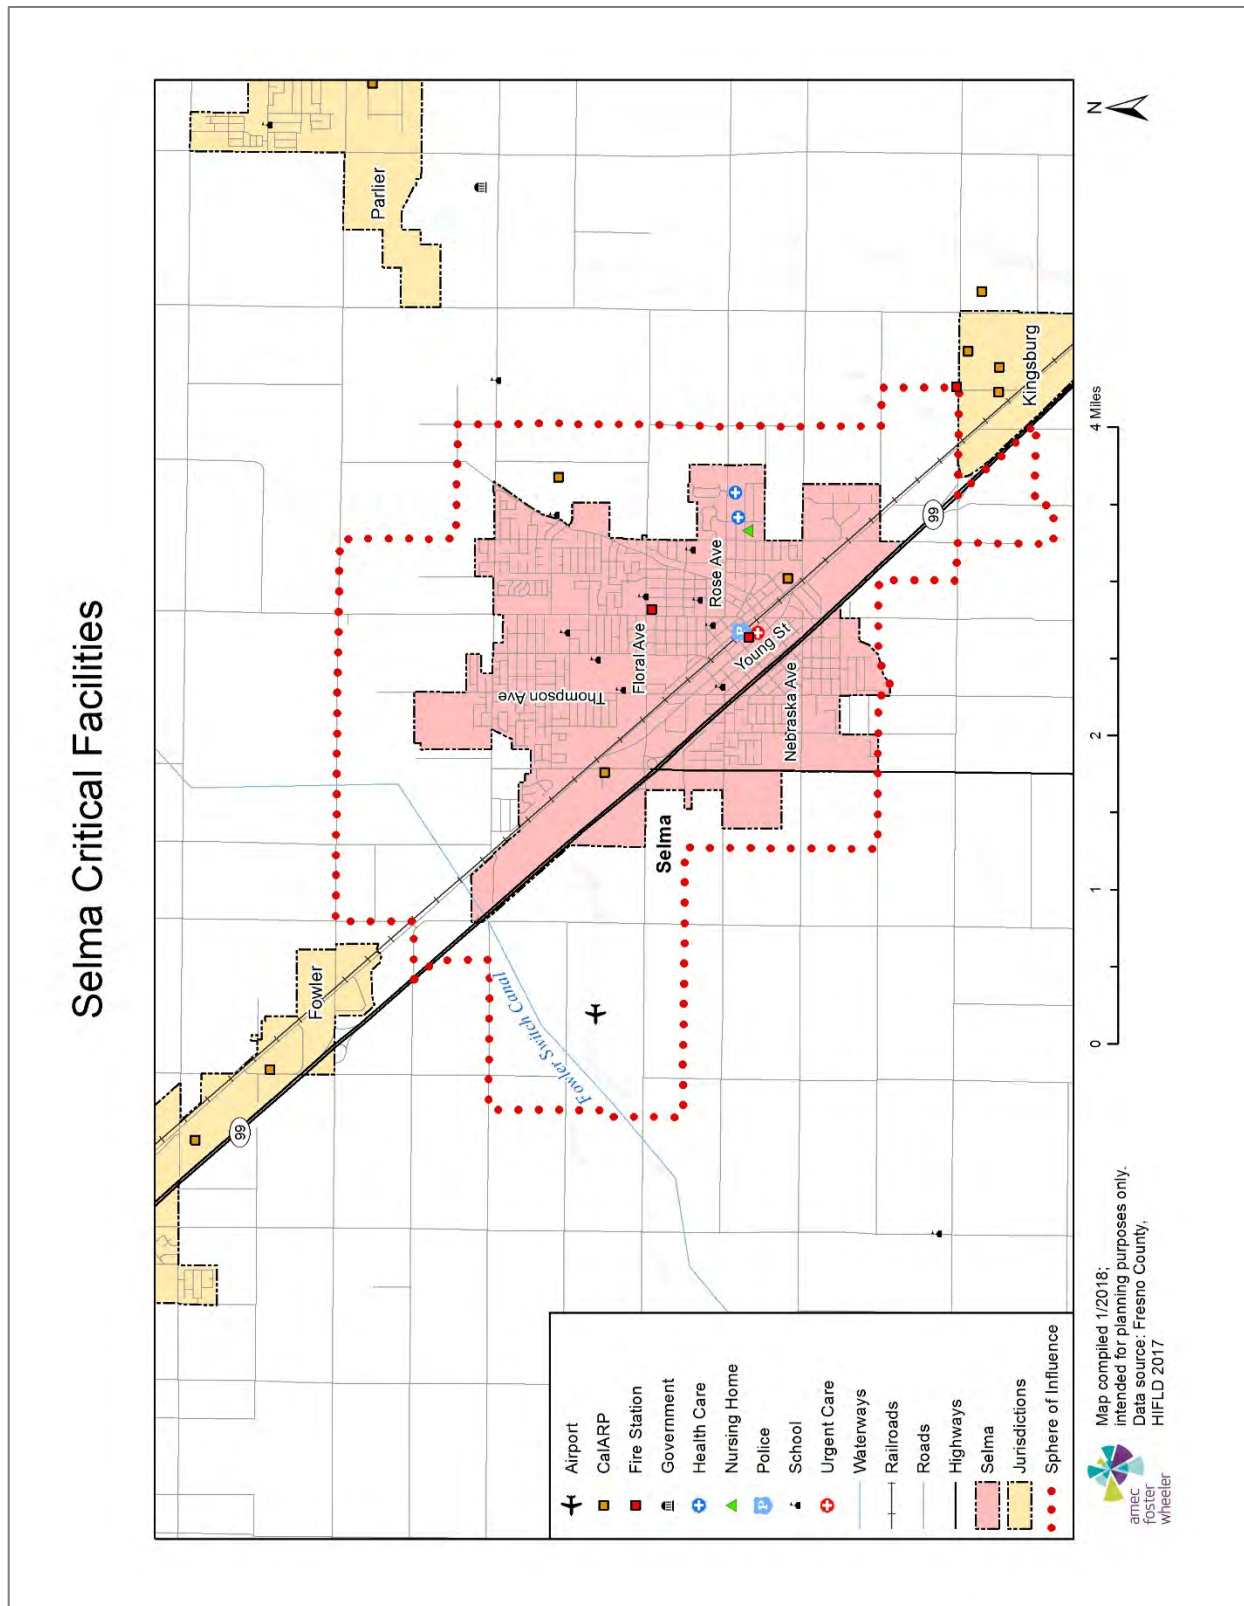 Selma Critical Facilities
Parlier
Fowler
99
Fowler Switch Canal
Thompson Ave
Floral Ave
Rose Ave
Selma
Young St
Nebraska Ave
P
99
Kingsburg
N
Airport
CalARP
Fire Station
Government
Health Care
Nursing Home
P
Police
School
Urgent Care
Waterways
Railroads
Roads
Highways
Selma
Jurisdictions
Sphere of Influence
0
1
2
4 Miles
amec
foster
wheeler
Map compiled 1/2018;
intended for planning purposes only.
Data source: Fresno County,
HIFLD 2017